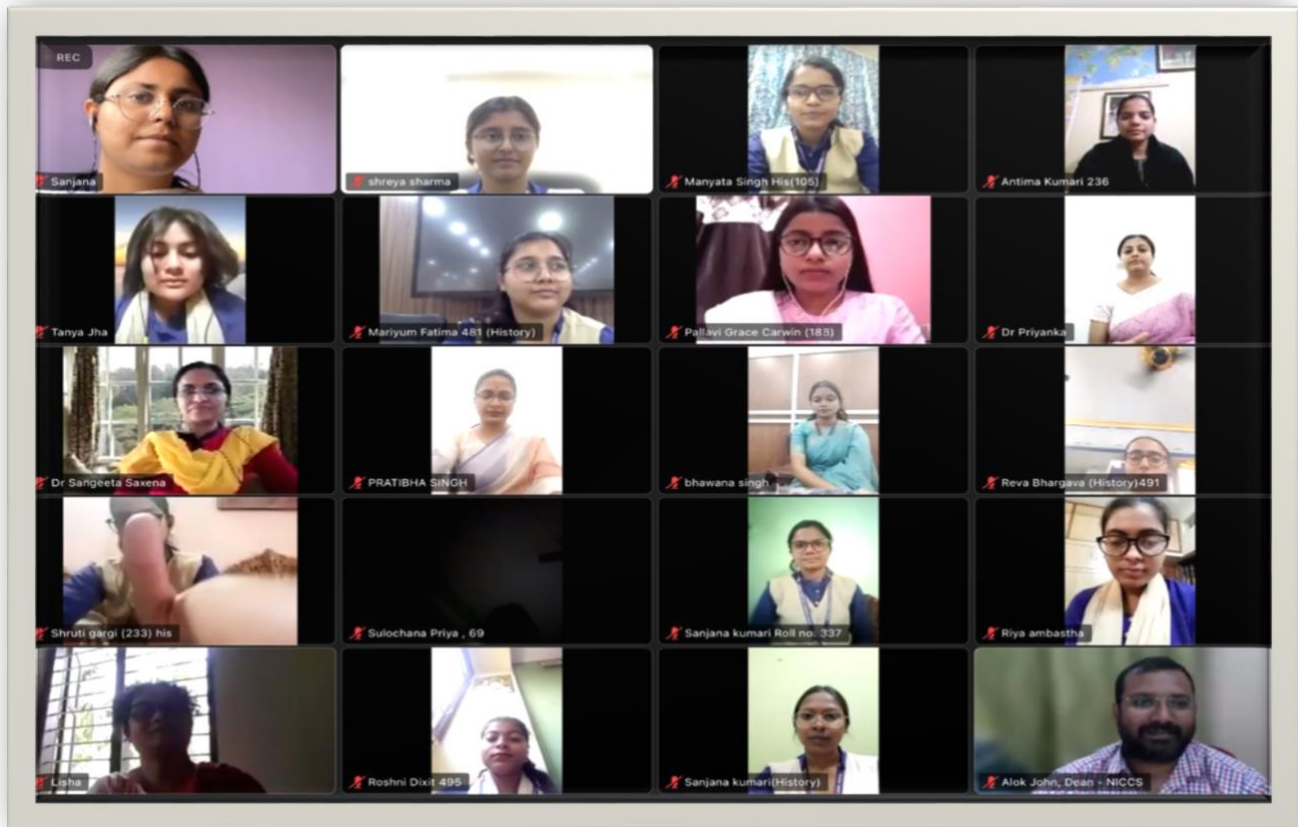 REC
Sanjana
shreya sharma
Manyata Singh His(105)
Antima Kumari 236
Tanya Jha
Mariyum Fatima 481 (History)
Pallavi Grace Carwin (183)
Dr Priyanka
Dr Sangeeta Saxena
PRATIBHA SINGH
bhawana singh
Reva Bhargava (History)491
Shruti gargi (233) his
Sulochana Priya , 69
Sanjana kumari Roll no. 337
Riya ambastha
Lisha
Roshni Dixit 495
Sanjana kumari(History)
Alok John, Dean - NICCS